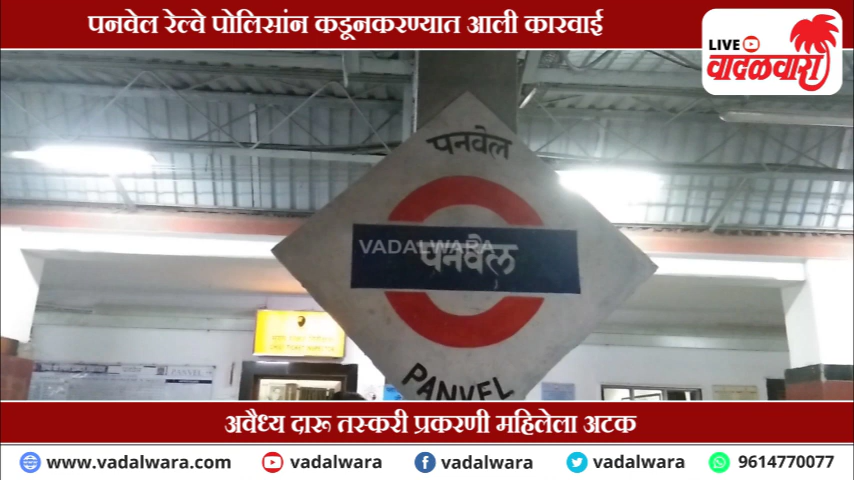 पनवेल रेल्वे पोलिसांन कडूनकरण्यात आली कारवाई
LIVE
वादळवारा
पनवेल
VADALWARA
पनवेल
PANVEL
PANVEL
अवैध्य दारू तस्करी प्रकरणी महिलेला अटक
www.vadalwara.com
vadalwara
vadalwara
vadalwara
9614770077